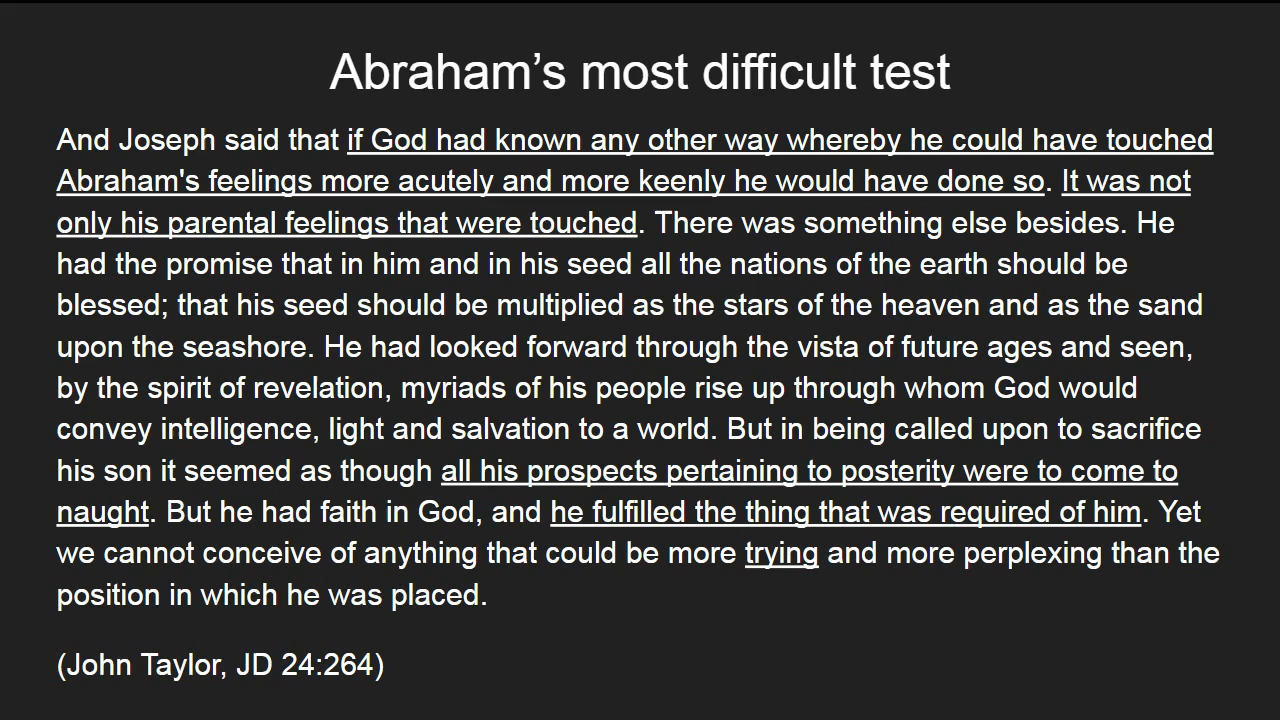 Abraham’s most difficult test
And Joseph said that if God had known any other way whereby he could have touched
Abraham's feelings more acutely and more keenly he would have done so. It was not
only his parental feelings that were touched. There was something else besides. He
had the promise that in him and in his seed all the nations of the earth should be
blessed; that his seed should be multiplied as the stars of the heaven and as the sand
upon the seashore. He had looked forward through the vista of future ages and seen,
by the spirit of revelation, myriads of his people rise up through whom God would
convey intelligence, light and salvation to a world. But in being called upon to sacrifice
his son it seemed as though all his prospects pertaining to posterity were to come to
naught. But he had faith in God, and he fulfilled the thing that was required of him. Yet
we cannot conceive of anything that could be more trying and more perplexing than the
position in which he was placed.
(John Taylor, JD 24:264)